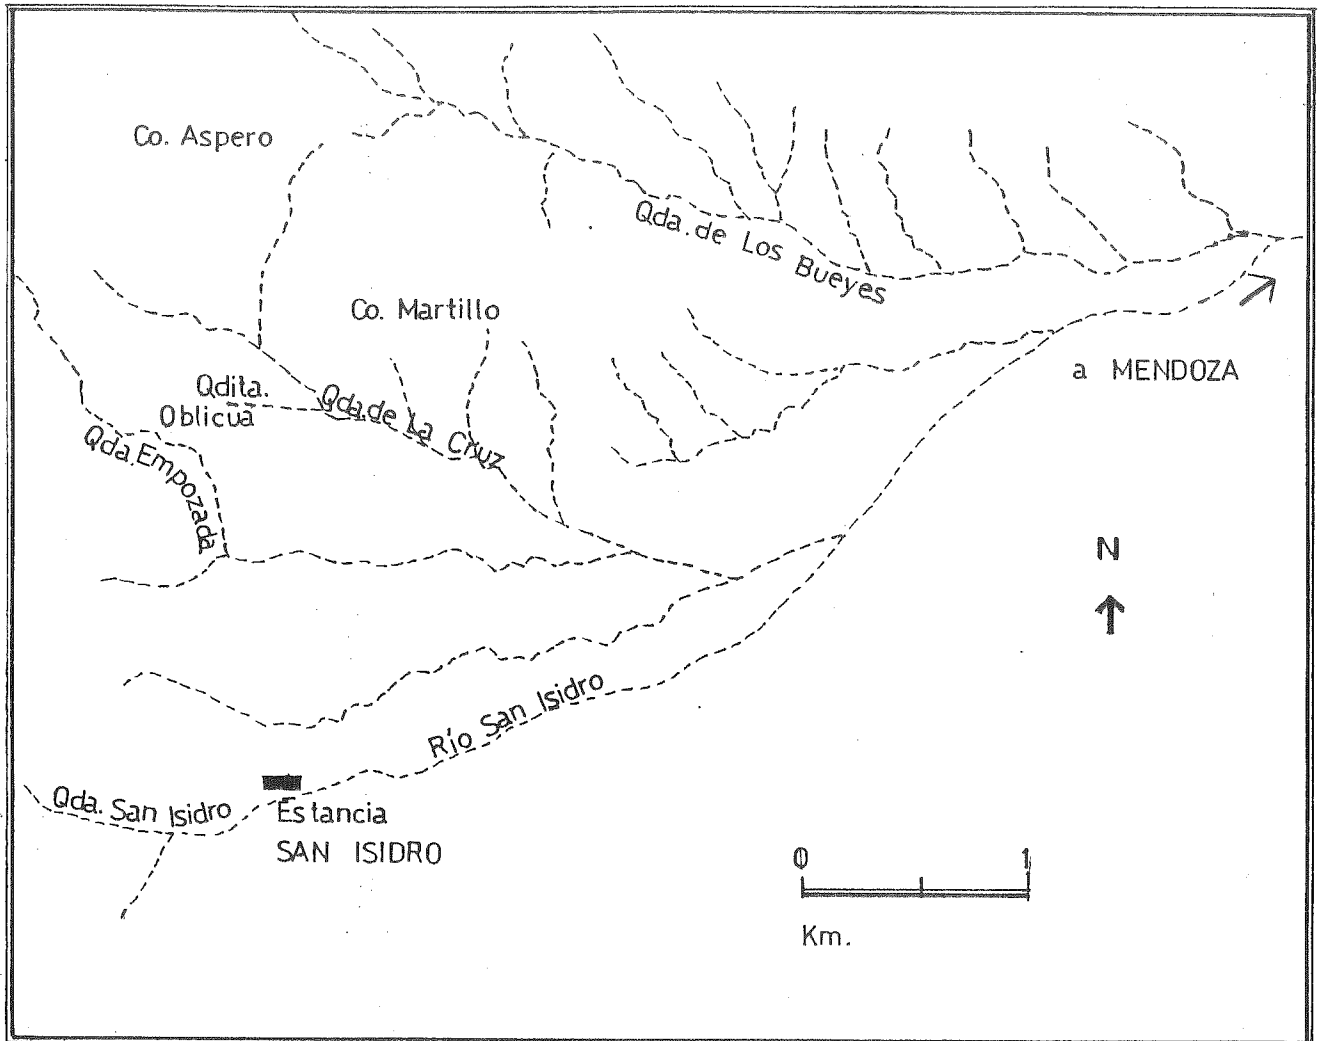 Co. Aspero
Qda. de Los Bueyes
Co. Martillo
a MENDOZA
Qdita.
Oblicua
Qda. de La Cruz
Qda. Empozada
N
Río San Isidro
Qda. San Isidro
Estancia
SAN ISIDRO
0 1
Km.